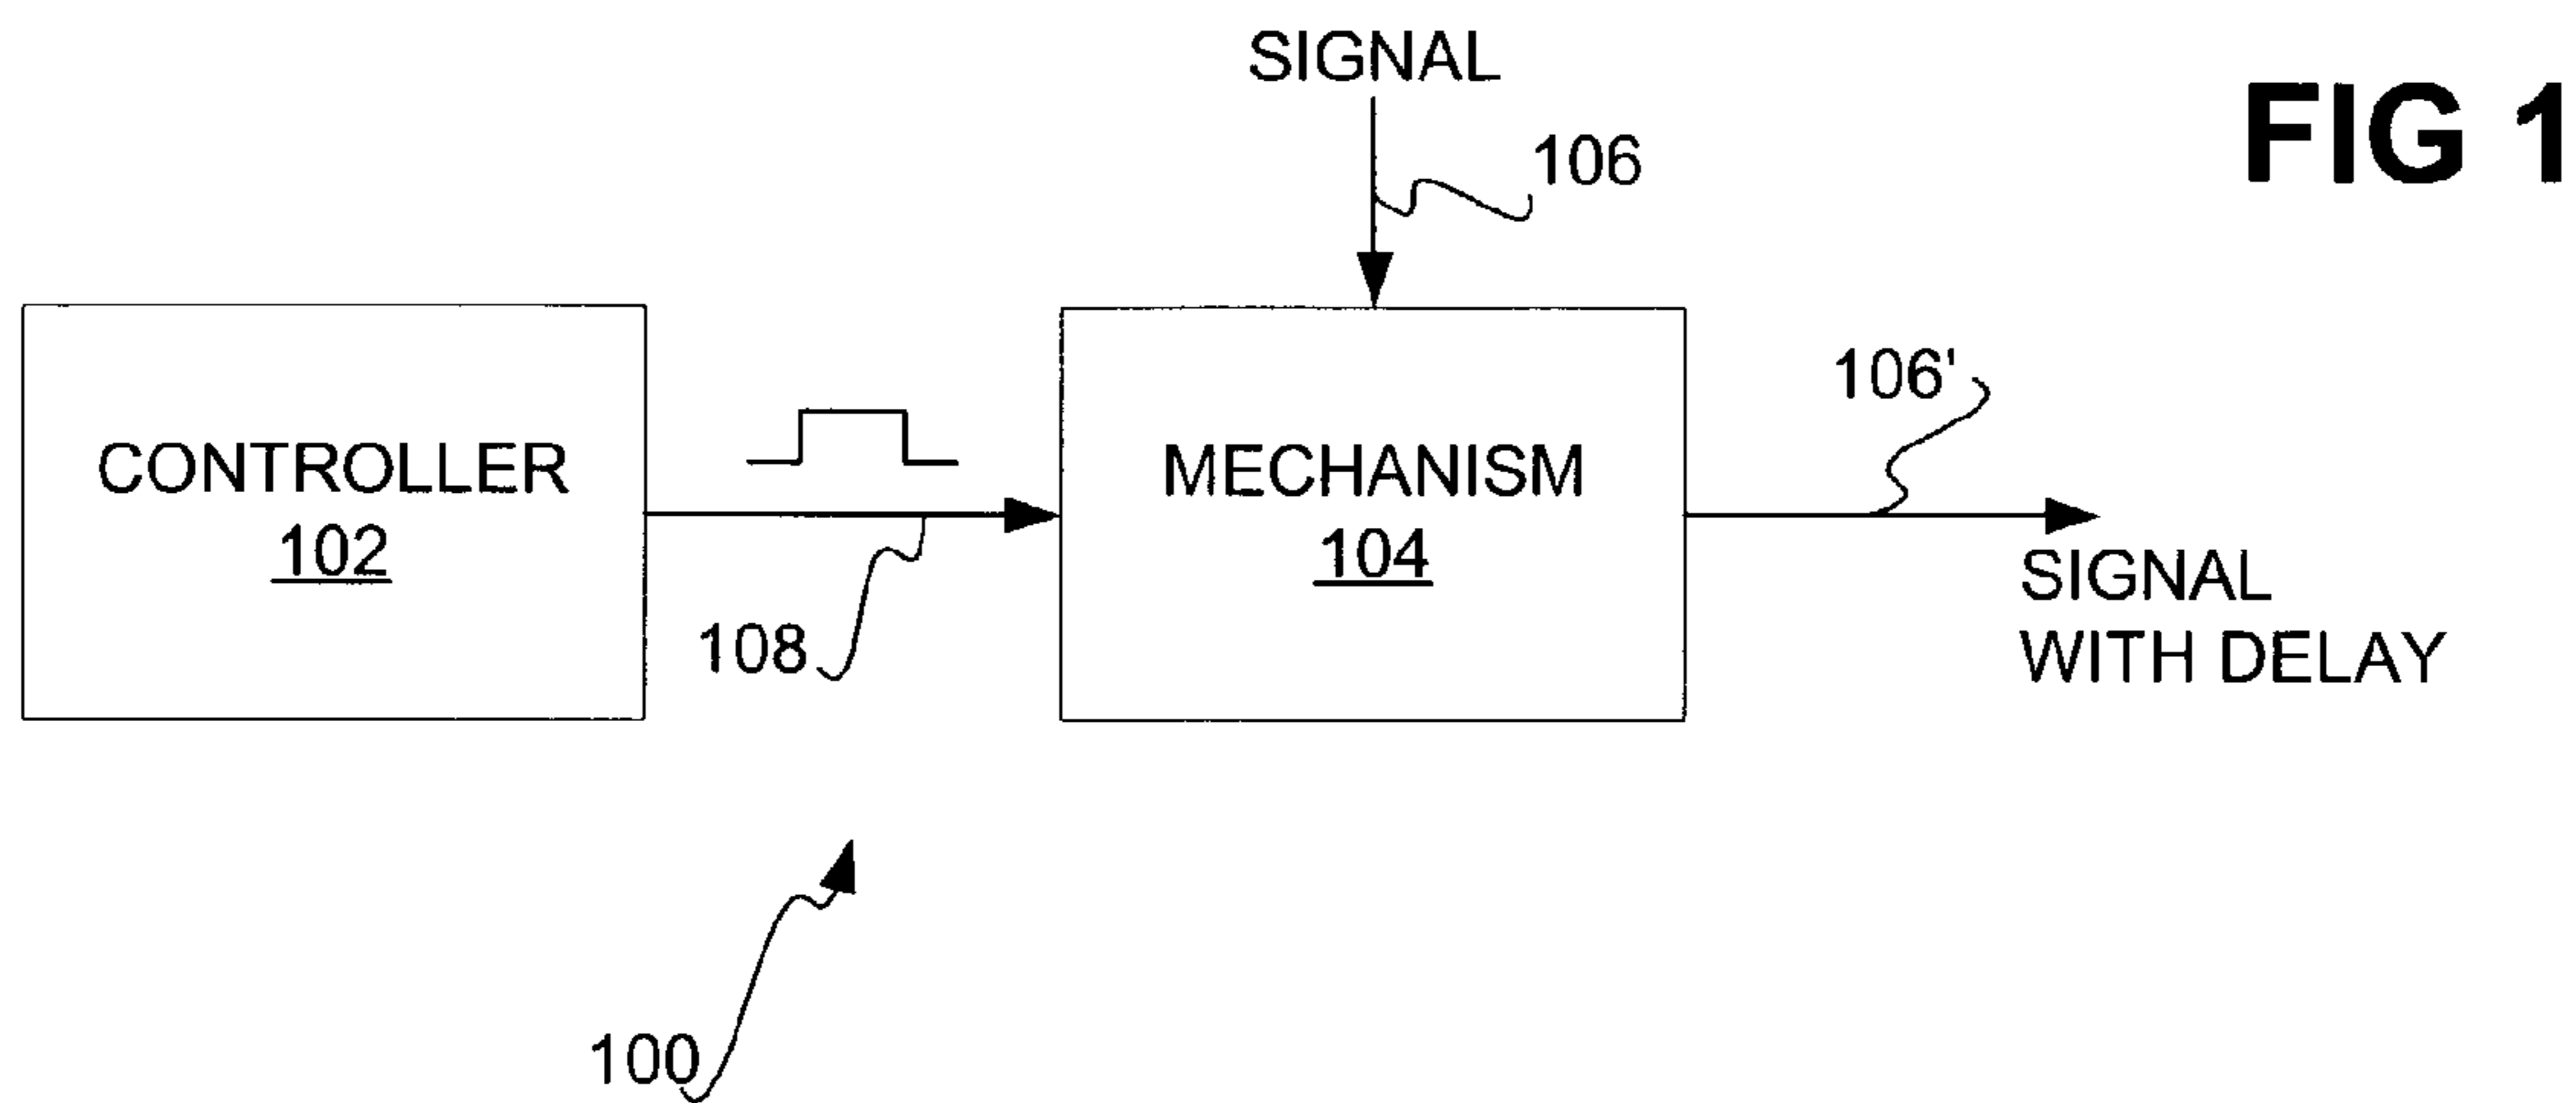 SIGNAL
FIG 1
106
106'
CONTROLLER
102
MECHANISM
104
108
SIGNAL
WITH DELAY
100